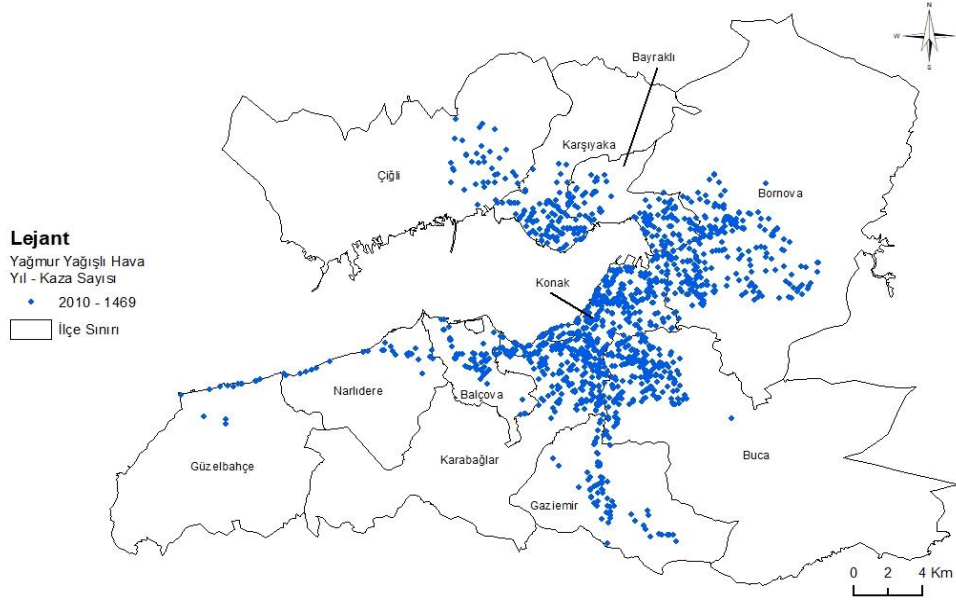 N
W
S
Bayraklı
Karşıyaka
Çiğli
Bornova
Lejant
Yağmur Yağışlı Hava
Yıl - Kaza Sayısı
2010 - 1469
İlçe Sınırı
Konak
Narlıdere
Balçova
Karabağlar
Buca
Güzelbahçe
Gaziemir
0 2 4 Km